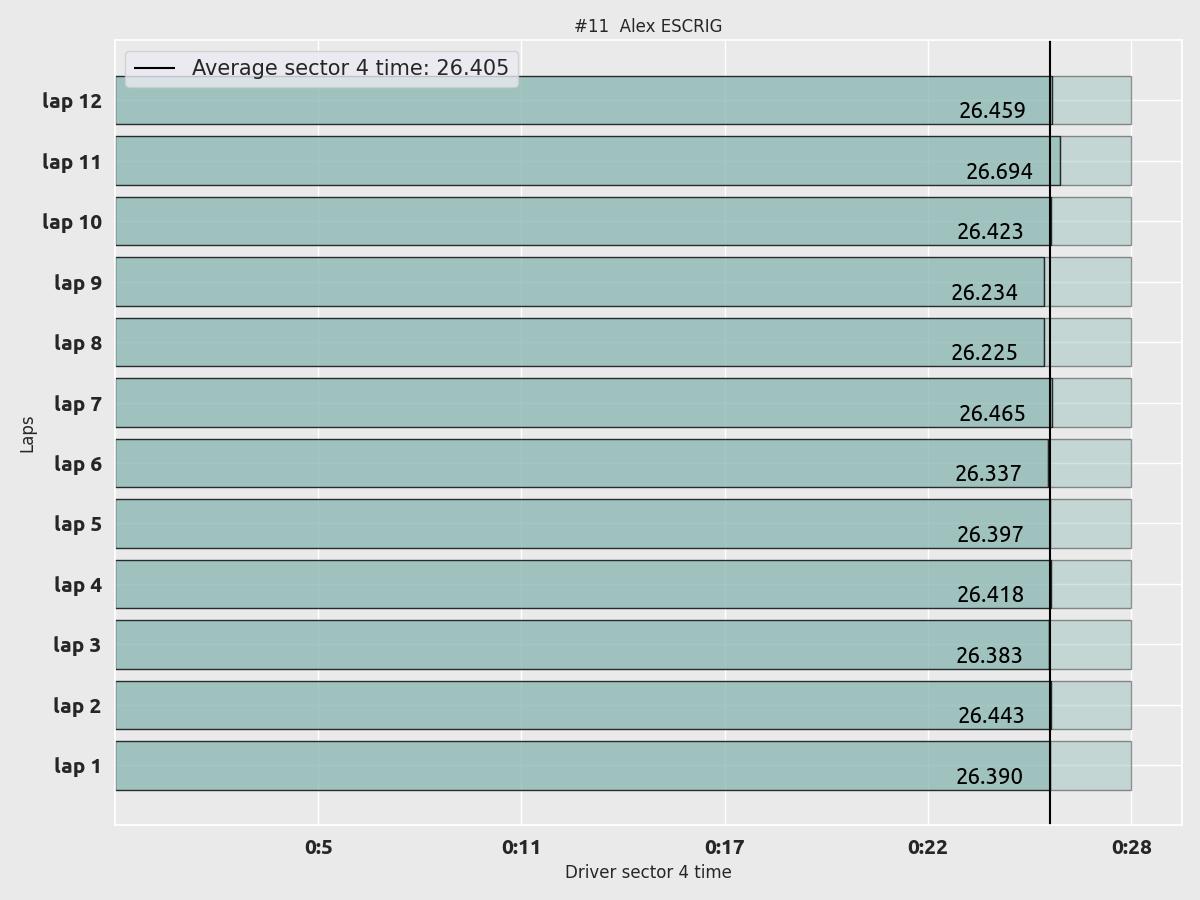 #11  Alex ESCRIG
Average sector 4 time: 26.405
lap 12
26.459
lap 11
26.694
lap 10
26.423
lap 9
26.234
lap 8
26.225
lap 7
26.465
lap 6
26.337
lap 5
26.397
lap 4
26.418
lap 3
26.383
lap 2
26.443
lap 1
26.390
Laps
0:5 0:11 0:17 0:22 0:28
Driver sector 4 time